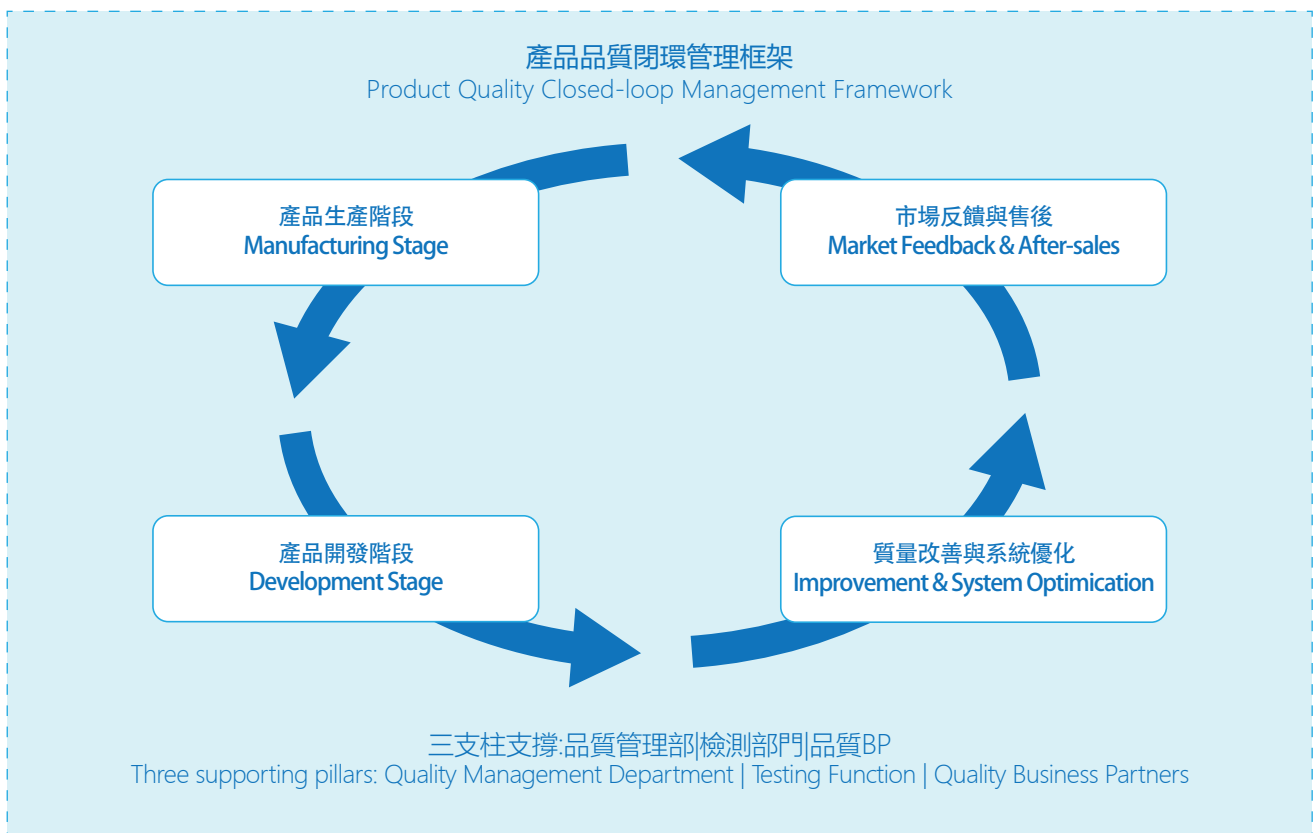 產品品質閉環管理框架
Product Quality Closed-loop Management Framework
產品生產階段
Manufacturing Stage
市場反饋與售後
Market Feedback & After-sales
產品開發階段
Development Stage
質量改善與系統優化
Improvement & System Optimication
三支柱支撐:品質管理部|檢測部門|品質BP
Three supporting pillars: Quality Management Department | Testing Function | Quality Business Partners